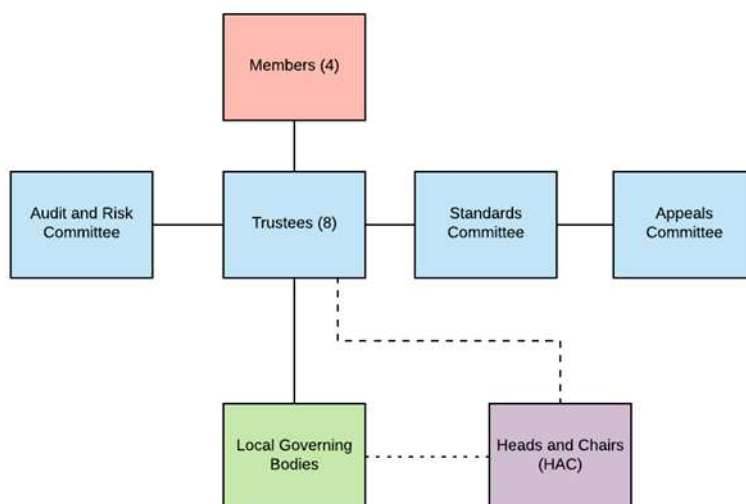 Members (4)
Audit and Risk
Committee
Trustees (8)
Standards
Committee
Appeals
Committee
Local Governing
Bodies
Heads and Chairs
(HAC)